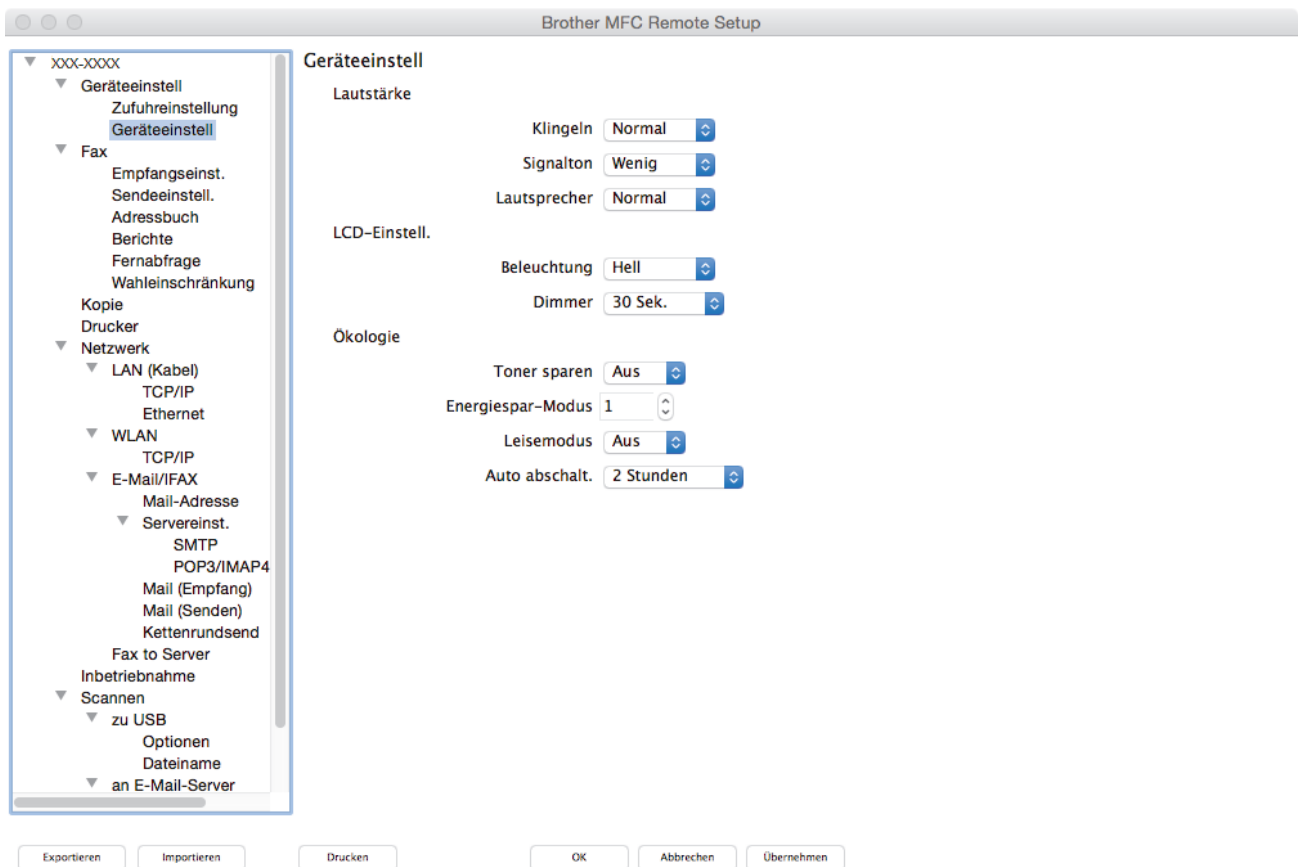 Brother MFC Remote Setup
XXX-XXXX
Geräteeinstell
Zufuhreinstellung
Geräteeinstell
Fax
Empfangseinst.
Sendeeinstell.
Adressbuch
Berichte
Fernabfrage
Wahleinschränkung
Kopie
Drucker
Netzwerk
LAN (Kabel)
TCP/IP
Ethernet
WLAN
TCP/IP
E-Mail/IFAX
Mail-Adresse
Servereinst.
SMTP
POP3/IMAP4
Mail (Empfang)
Mail (Senden)
Kettenrundsend
Fax to Server
Inbetriebnahme
Scannen
zu USB
Optionen
Dateiname
an E-Mail-Server
Geräteeinstell
Lautstärke
Klingeln Normal
Signalton Wenig
Lautsprecher Normal
LCD-Einstell.
Beleuchtung Hell
Dimmer 30 Sek.
Ökologie
Toner sparen Aus
Energiespar-Modus 1
Leisemodus Aus
Auto abschalt. 2 Stunden
Exportieren Importieren Drucken OK Abbrechen Übernehmen